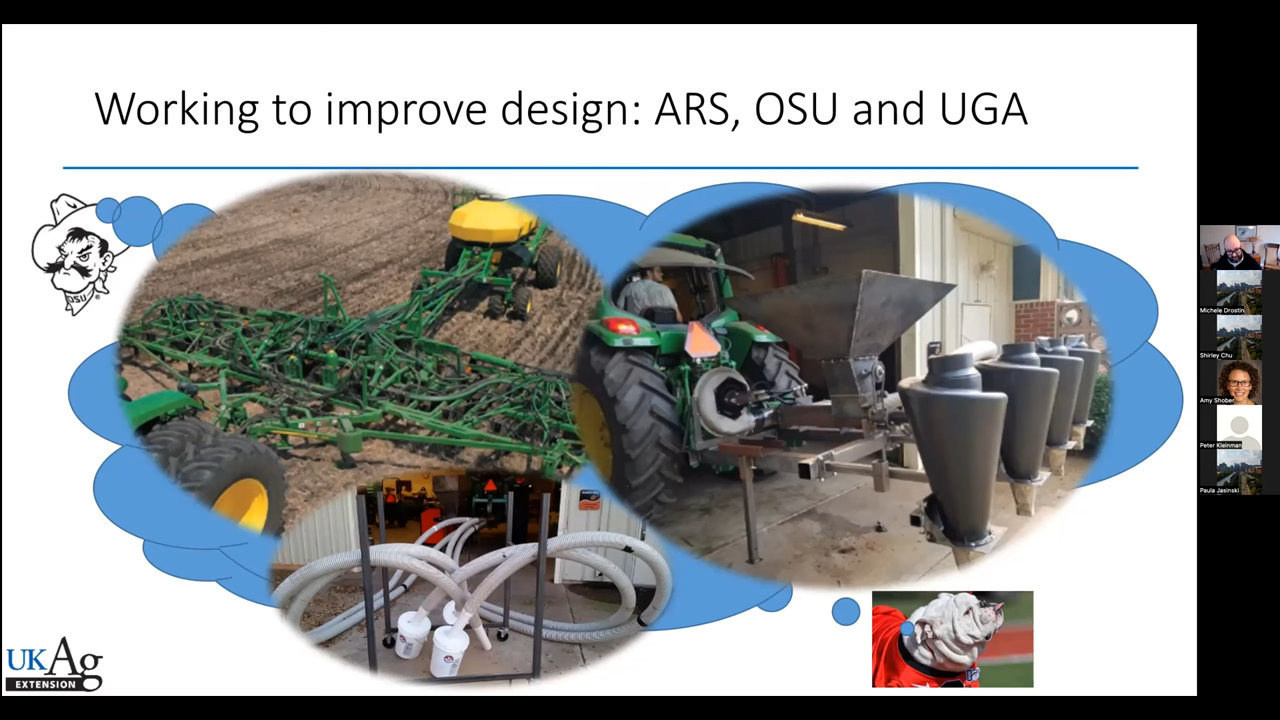 Working to improve design: ARS, OSU and UGA
OSU
UKAg
EXTENSION
Michele Drostin
Shirley Chu
Amy Shober
Peter Kleinman
Paula Jasinski